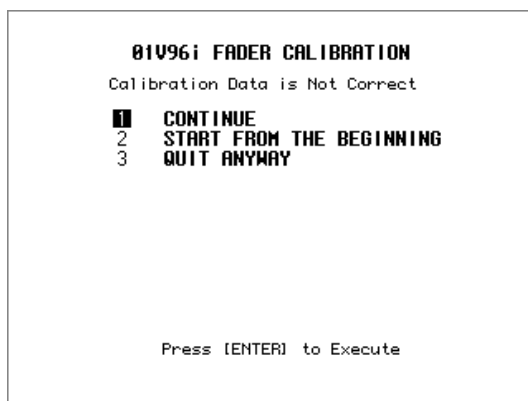 01V96i FADER CALIBRATION
Calibration Data is Not Correct
1 CONTINUE
2 START FROM THE BEGINNING
3 QUIT ANYWAY
Press [ENTER] to Execute